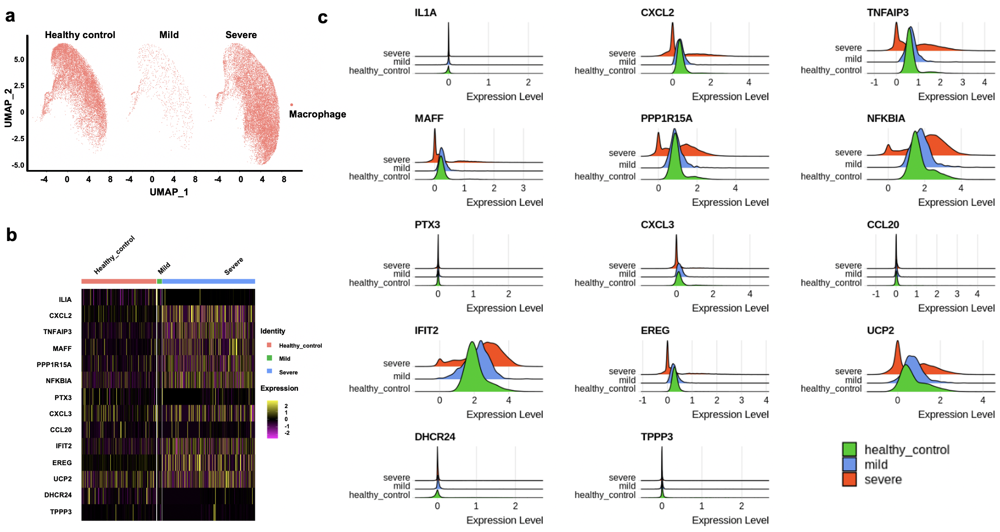 a
Healthy control Mild Severe
UMAP_2
5.0
2.5
0
-2.5
-5.0
-4 0 4 8 -4 0 4 8 -4 0 4 8
UMAP_1
Macrophage
b
Healthy_control Mild Severe
ILIA
CXCL2
TNFAIP3
MAFF
PPP1R15A
NFKBIA
PTX3
CXCL3
CCL20
IFIT2
EREG
UCP2
DHCR24
TPPP3
Identity
Healthy_control
Mild
Severe
Expression
2
1
0
-1
-2
c
IL1A
severe
mild
healthy_control
0 1 2
Expression Level
CXCL2
severe
mild
healthy_control
0 2 4
Expression Level
TNFAIP3
severe
mild
healthy_control
-1 0 1 2 3 4
Expression Level
MAFF
severe
mild
healthy_control
0 1 2 3
Expression Level
PPP1R15A
severe
mild
healthy_control
0 2 4
Expression Level
NFKBIA
severe
mild
healthy_control
0 2 4
Expression Level
PTX3
severe
mild
healthy_control
0 1 2
Expression Level
CXCL3
severe
mild
healthy_control
0 2 4
Expression Level
CCL20
severe
mild
healthy_control
-1 0 1 2 3 4
Expression Level
IFIT2
severe
mild
healthy_control
0 2 4
Expression Level
EREG
severe
mild
healthy_control
-1 0 1 2 3 4
Expression Level
UCP2
severe
mild
healthy_control
0 2 4
Expression Level
DHCR24
severe
mild
healthy_control
0 1 2
Expression Level
TPPP3
severe
mild
healthy_control
0 1 2
Expression Level
healthy_control
mild
severe